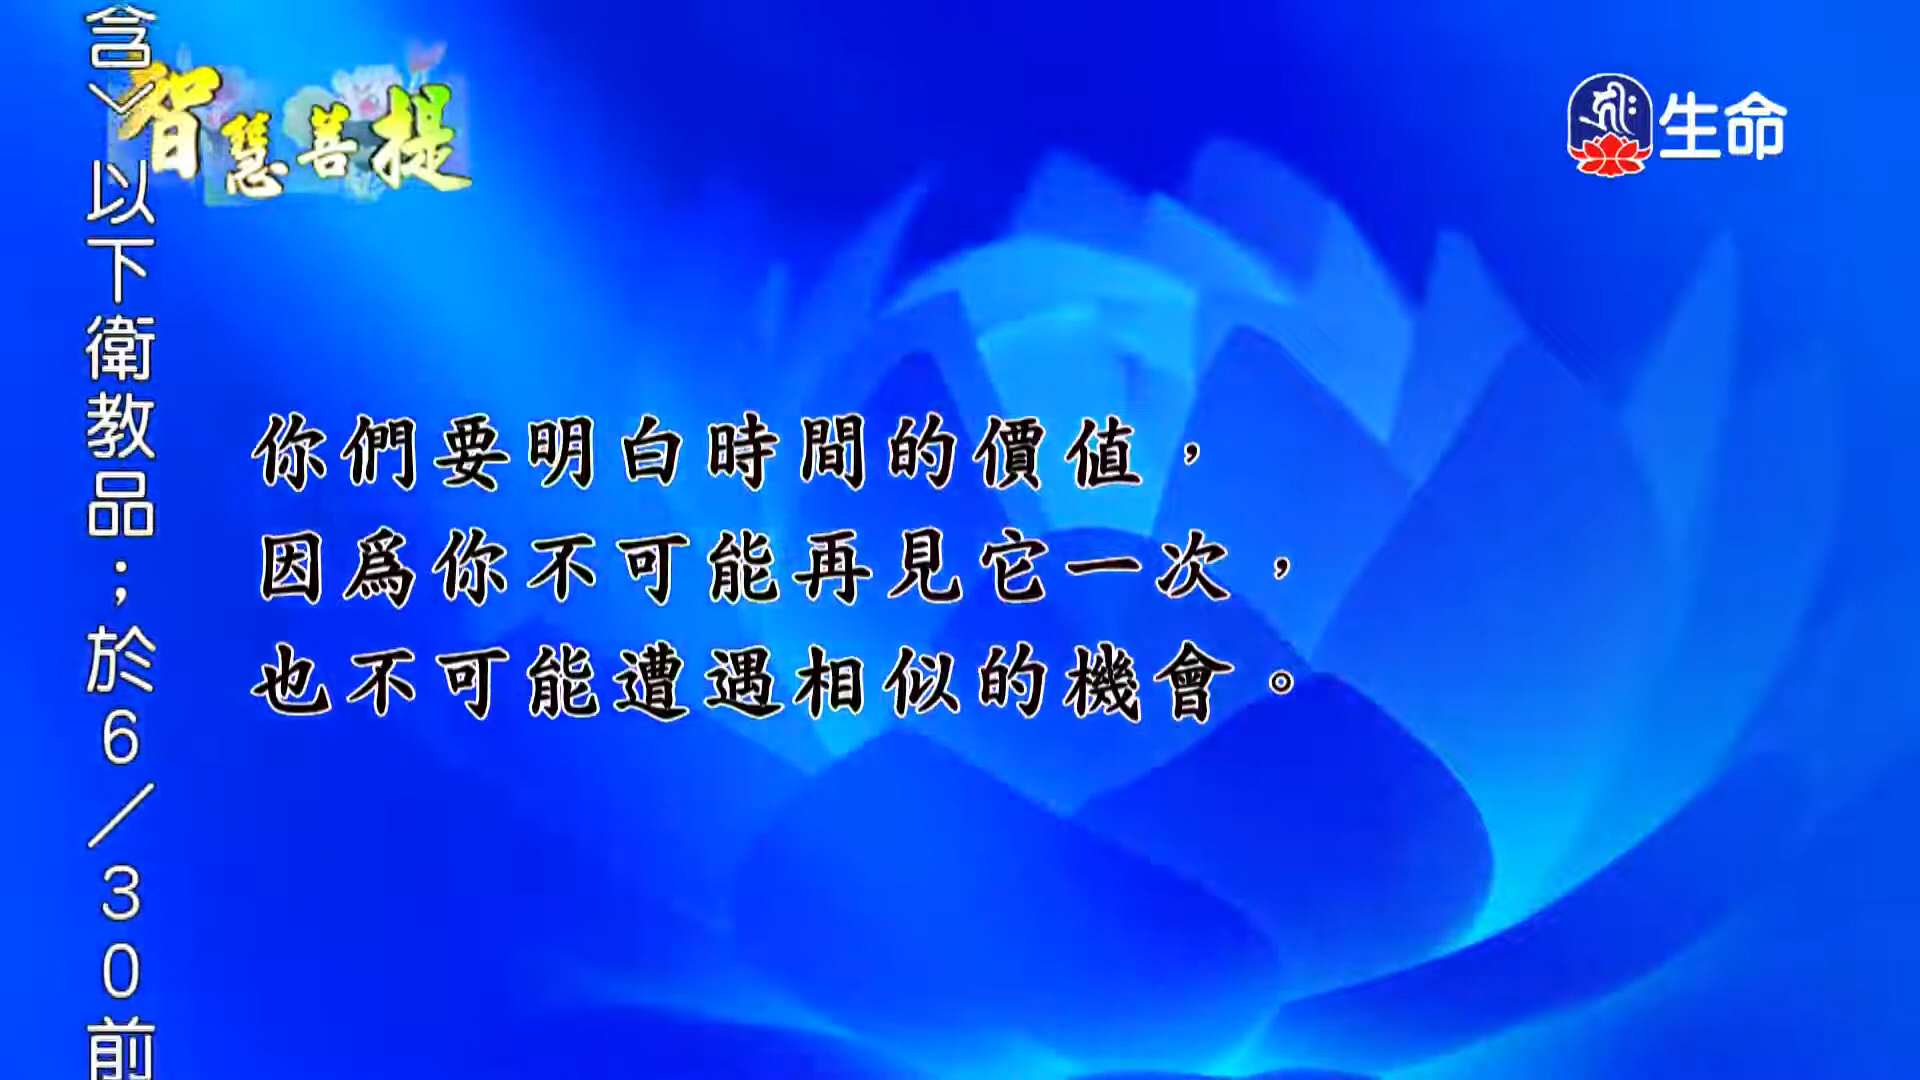 智慧菩提
生命
含﹀以下衛教品；於6／30前
你們要明白時間的價值，
因為你不可能再見它一次，
也不可能遭遇相似的機會。